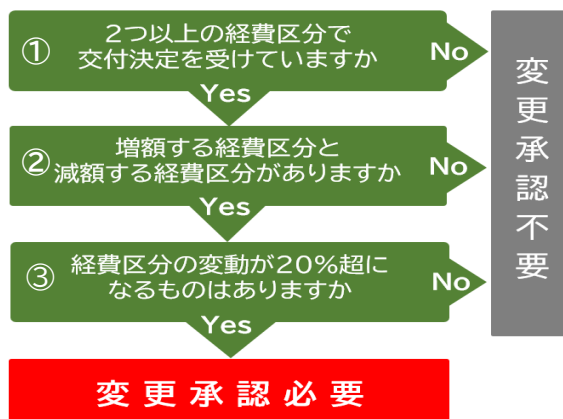 ① 2つ以上の経費区分で
交付決定を受けていますか
No
Yes
② 増額する経費区分と
減額する経費区分がありますか
No
Yes
③ 経費区分の変動が20%超に
なるものはありますか
No
Yes
変更承認必要
変更承認不要